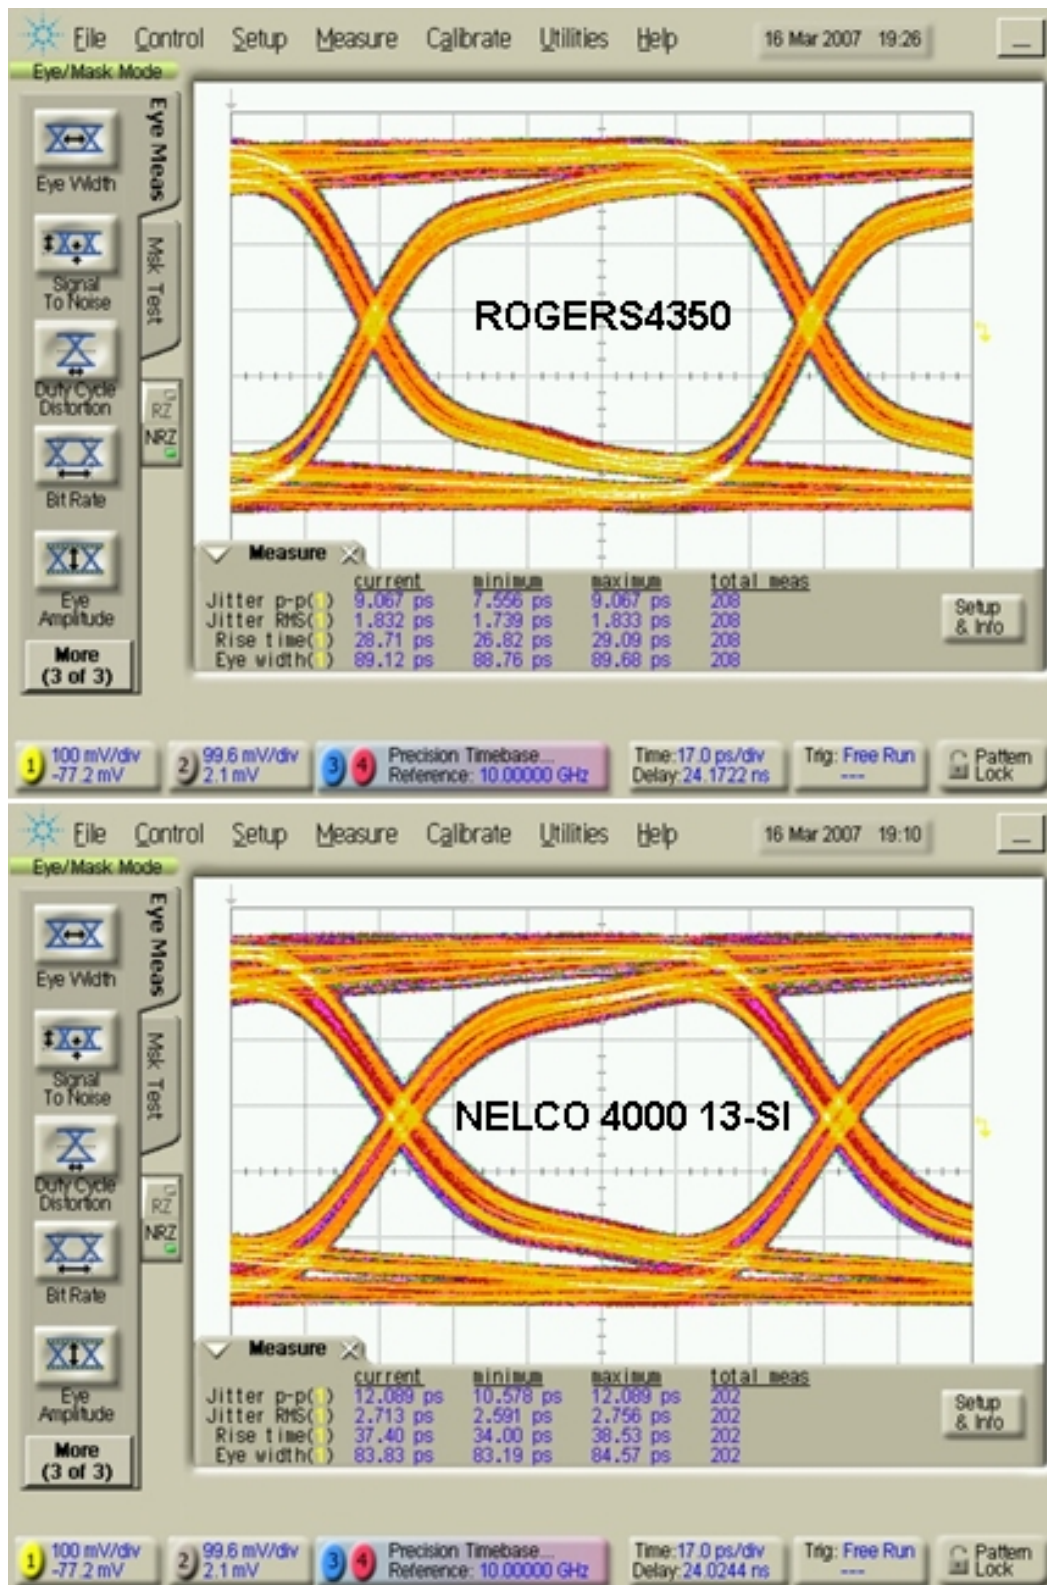 File Control Setup Measure Calibrate Utilities Help 16 Mar 2007 19:26
Eye/Mask Mode
Eye Meas
Msk Test
Eye Width
Signal
To Noise
Duty Cycle
Distortion
RZ
NRZ
Bit Rate
Eye
Amplitude
More
(3 of 3)
ROGERS4350
Measure
current minimum maximum total meas
Jitter p-p(1) 9.067 ps 7.556 ps 9.067 ps 208
Jitter RMS(1) 1.832 ps 1.739 ps 1.833 ps 208
Rise time(1) 28.71 ps 26.82 ps 29.09 ps 208
Eye width(1) 89.12 ps 88.76 ps 89.68 ps 208
Setup
& Info
1 100 mV/div
-77.2 mV
2 99.6 mV/div
2.1 mV
3 4 Precision Timebase...
Reference: 10.00000 GHz
Time:17.0 ps/div
Delay:24.1722 ns
Trig: Free Run
---
Pattern
Lock
File Control Setup Measure Calibrate Utilities Help 16 Mar 2007 19:10
Eye/Mask Mode
Eye Meas
Msk Test
Eye Width
Signal
To Noise
Duty Cycle
Distortion
RZ
NRZ
Bit Rate
Eye
Amplitude
More
(3 of 3)
NELCO 4000 13-SI
Measure
current minimum maximum total meas
Jitter p-p(1) 12.089 ps 10.578 ps 12.089 ps 202
Jitter RMS(1) 2.713 ps 2.591 ps 2.756 ps 202
Rise time(1) 37.40 ps 34.00 ps 38.53 ps 202
Eye width(1) 83.83 ps 83.19 ps 84.57 ps 202
Setup
& Info
1 100 mV/div
-77.2 mV
2 99.6 mV/div
2.1 mV
3 4 Precision Timebase...
Reference: 10.00000 GHz
Time:17.0 ps/div
Delay:24.0244 ns
Trig: Free Run
---
Pattern
Lock